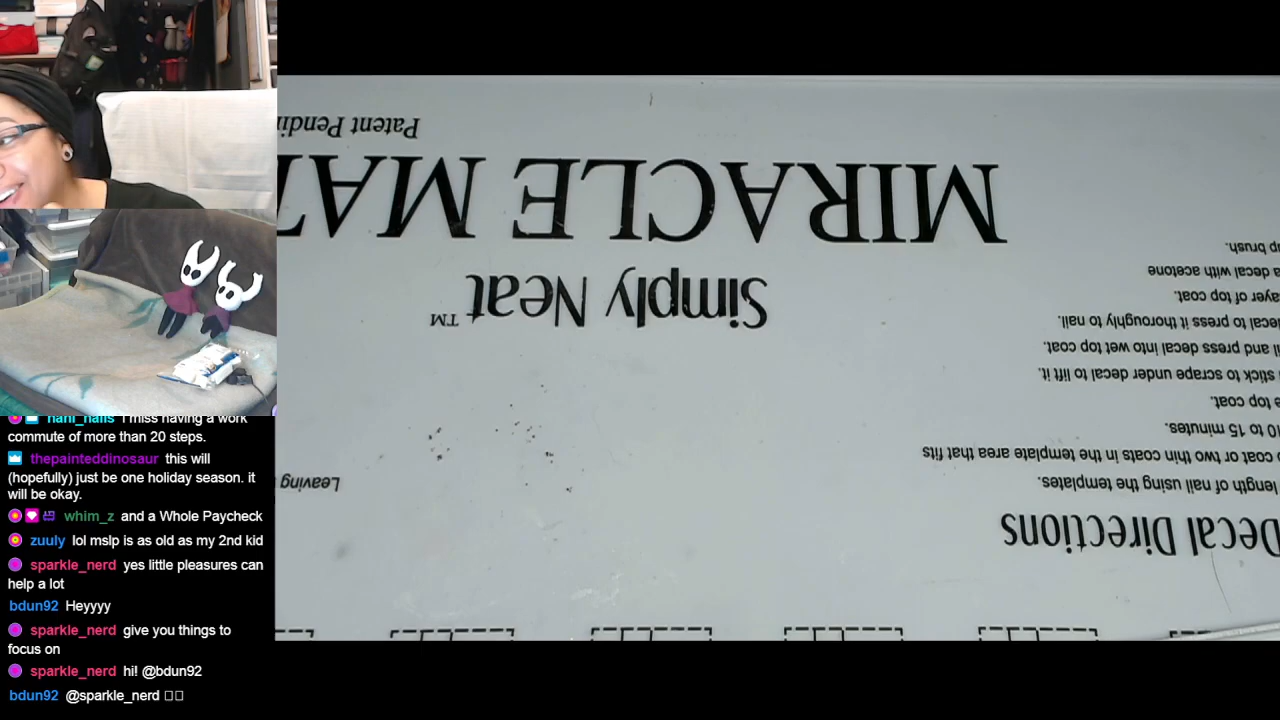 nani_nails I miss having a work
commute of more than 20 steps.
thepainteddinosaur this will
(hopefully) just be one holiday season. it
will be okay.
whim_z and a Whole Paycheck
zuuly lol mslp is as old as my 2nd kid
sparkle_nerd yes little pleasures can
help a lot
bdun92 Heyyyy
sparkle_nerd give you things to
focus on
sparkle_nerd hi! @bdun92
bdun92 @sparkle_nerd
Decal Directions
length of nail using the templates.
coat or two thin coats in the template area that fits
10 to 15 minutes.
a top coat.
stick to scrape under decal to lift it.
and press decal into wet top coat.
decal to press it thoroughly to nail.
layer of top coat.
a decal with acetone
brush.
Leaving
Simply Neat™
MIRACLE MAT
Patent Pendin